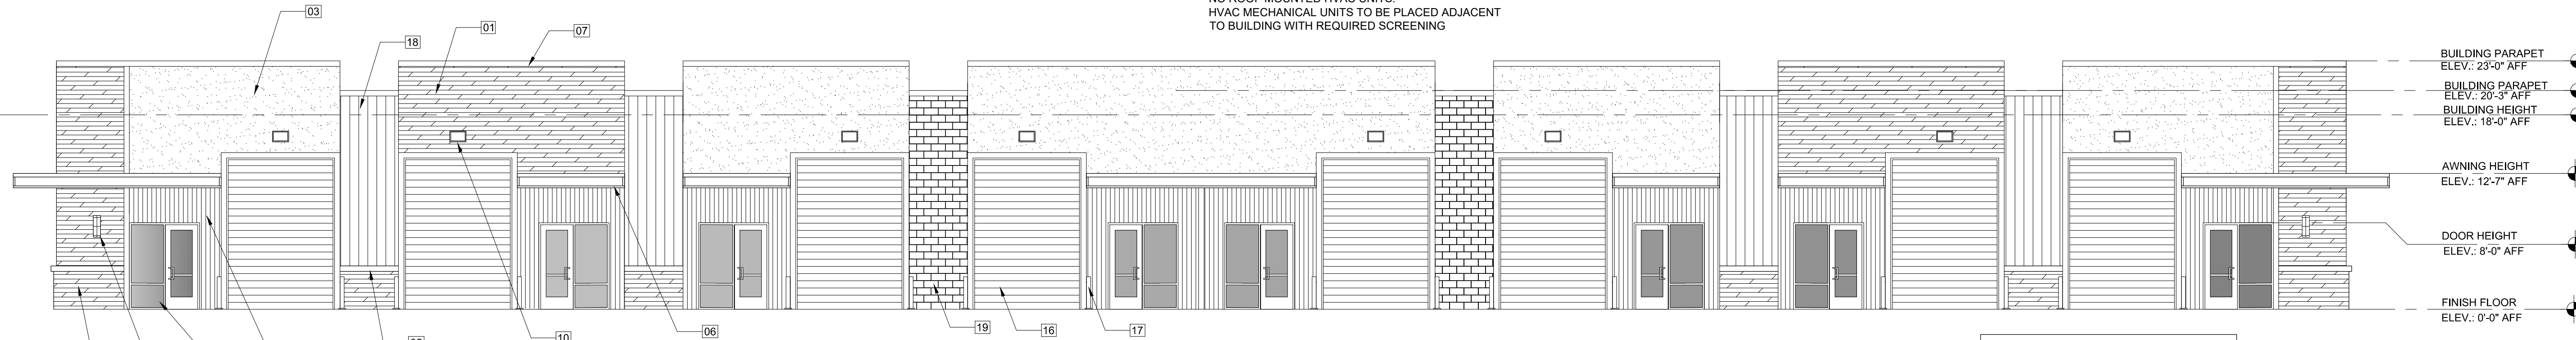 NO ROOF MOUNTED HVAC UNITS.
HVAC MECHANICAL UNITS TO BE PLACED ADJACENT
TO BUILDING WITH REQUIRED SCREENING
03
18
01
07
BUILDING PARAPET
ELEV.: 23'-0" AFF
BUILDING PARAPET
ELEV.: 20'-3" AFF
BUILDING HEIGHT
ELEV.: 18'-0" AFF
AWNING HEIGHT
ELEV.: 12'-7" AFF
DOOR HEIGHT
ELEV.: 8'-0" AFF
FINISH FLOOR
ELEV.: 0'-0" AFF
10
06
19
16
17